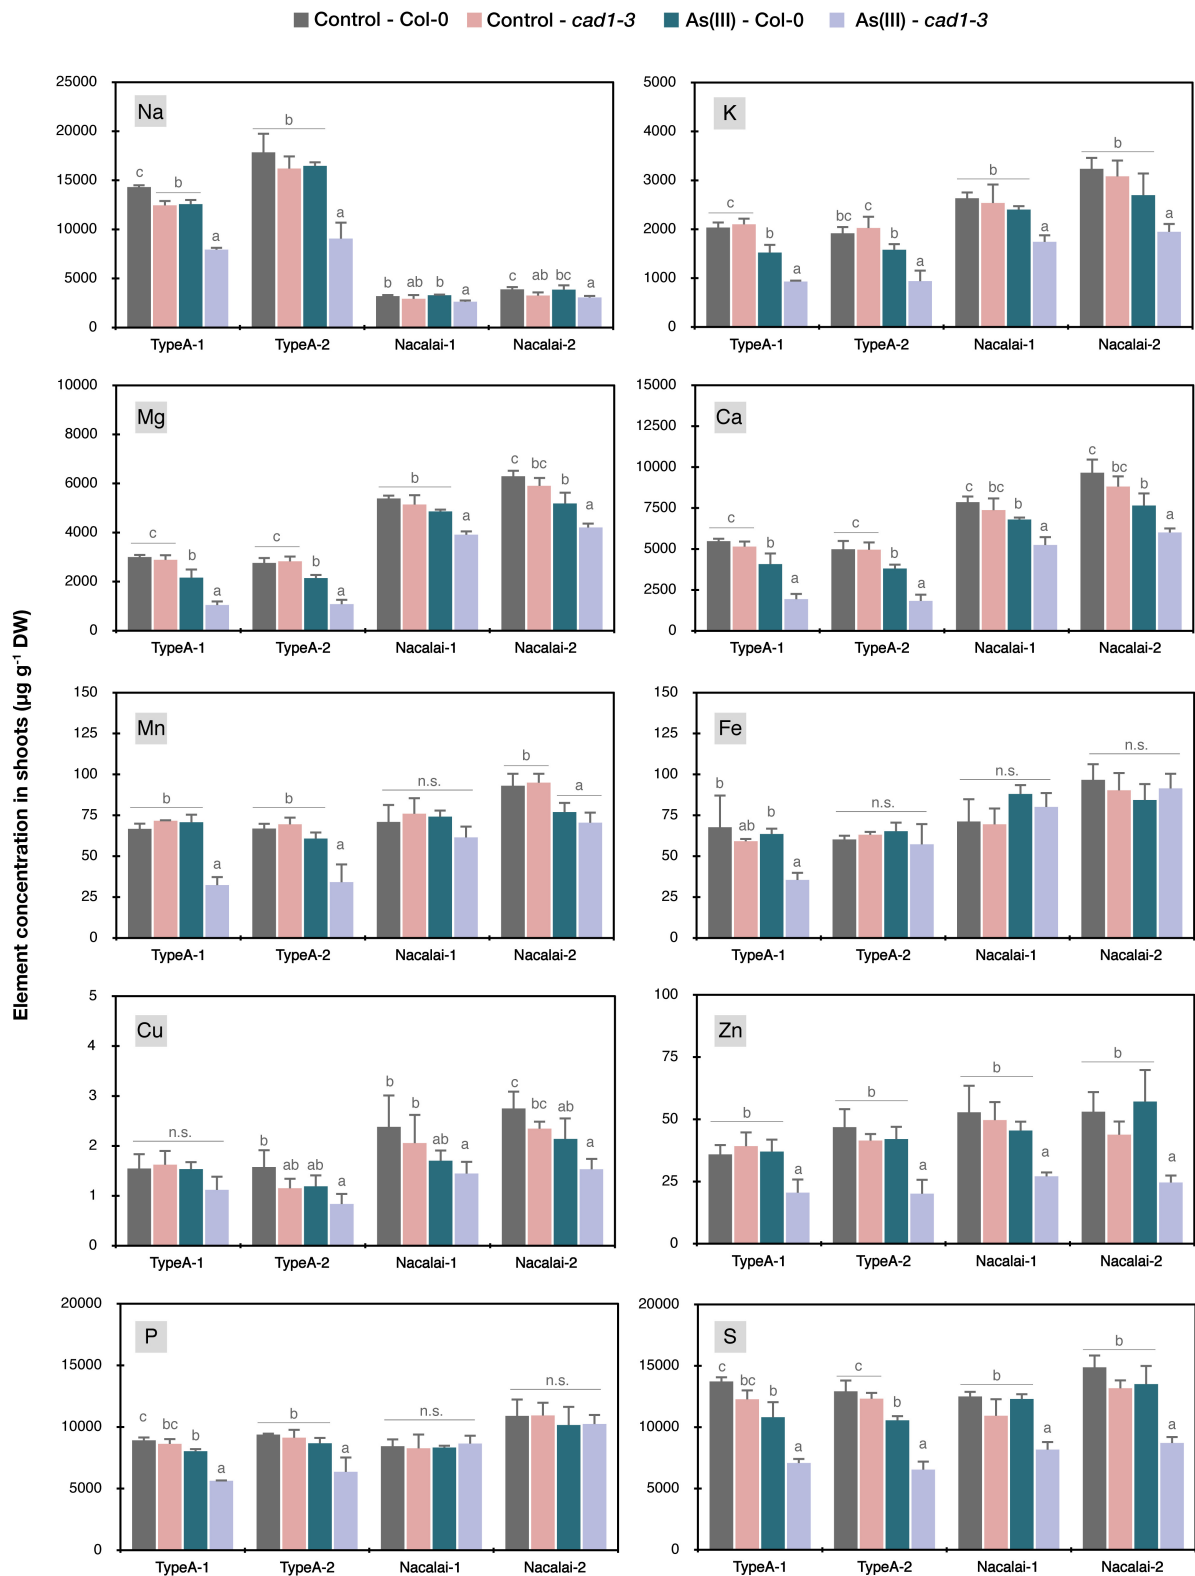 Control - Col-0 Control - cad1-3 As(III) - Col-0 As(III) - cad1-3
Element concentration in shoots (μg g⁻¹ DW)
25000
20000
15000
10000
5000
0
Na
c b a
b a
b ab b a
c ab bc a
TypeA-1 TypeA-2 Nacalai-1 Nacalai-2
5000
4000
3000
2000
1000
0
K
c b a
bc c b a
b a
b a
TypeA-1 TypeA-2 Nacalai-1 Nacalai-2
10000
8000
6000
4000
2000
0
Mg
c b a
c b a
b a
c bc b a
TypeA-1 TypeA-2 Nacalai-1 Nacalai-2
15000
12500
10000
7500
5000
2500
0
Ca
c b a
c b a
c bc b a
c bc b a
TypeA-1 TypeA-2 Nacalai-1 Nacalai-2
150
125
100
75
50
25
0
Mn
b a
b a
n.s.
b a
TypeA-1 TypeA-2 Nacalai-1 Nacalai-2
150
125
100
75
50
25
0
Fe
b ab b a
n.s.
n.s.
n.s.
TypeA-1 TypeA-2 Nacalai-1 Nacalai-2
5
4
3
2
1
0
Cu
n.s.
b ab ab a
b b ab a
c bc ab a
TypeA-1 TypeA-2 Nacalai-1 Nacalai-2
100
75
50
25
0
Zn
b a
b a
b a
b a
TypeA-1 TypeA-2 Nacalai-1 Nacalai-2
20000
15000
10000
5000
0
P
c bc b a
b a
n.s.
n.s.
TypeA-1 TypeA-2 Nacalai-1 Nacalai-2
20000
15000
10000
5000
0
S
c bc b a
c b a
b a
b a
TypeA-1 TypeA-2 Nacalai-1 Nacalai-2